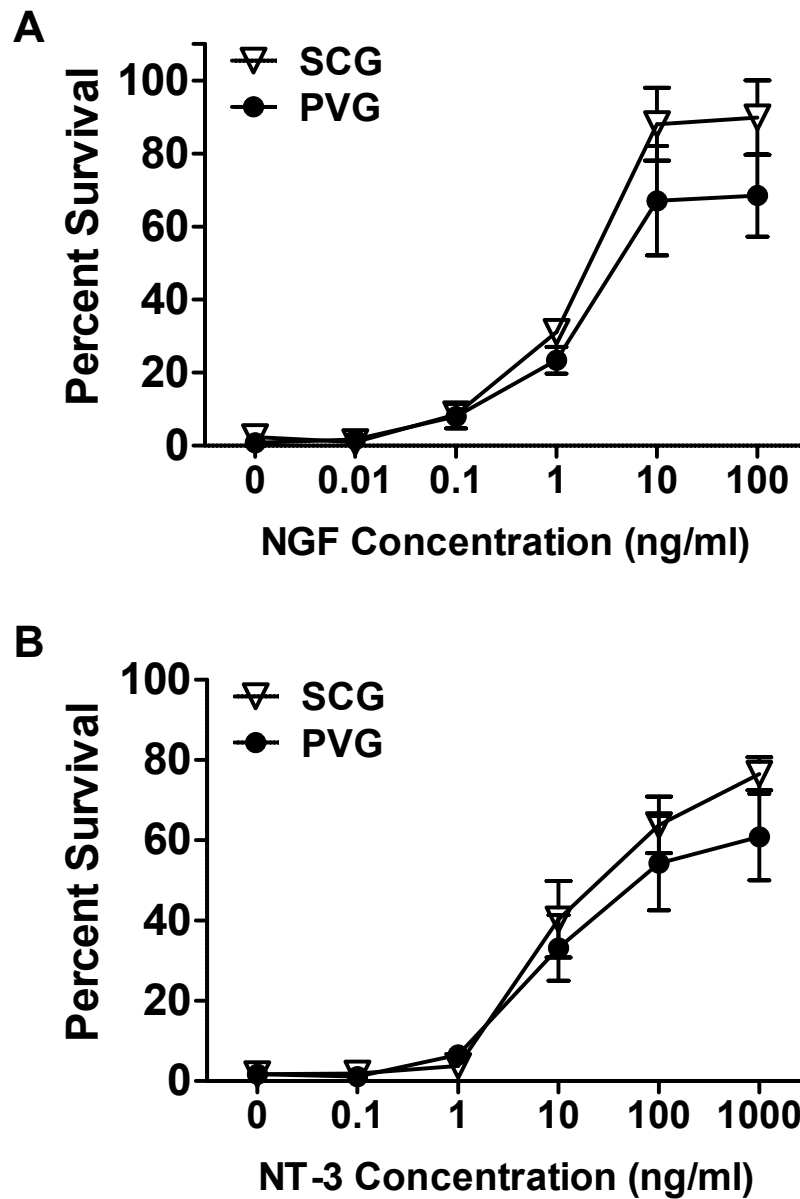 A
SCG
PVG
Percent Survival
100
80
60
40
20
0
0 0.01 0.1 1 10 100
NGF Concentration (ng/ml)
B
SCG
PVG
Percent Survival
100
80
60
40
20
0
0 0.1 1 10 100 1000
NT-3 Concentration (ng/ml)